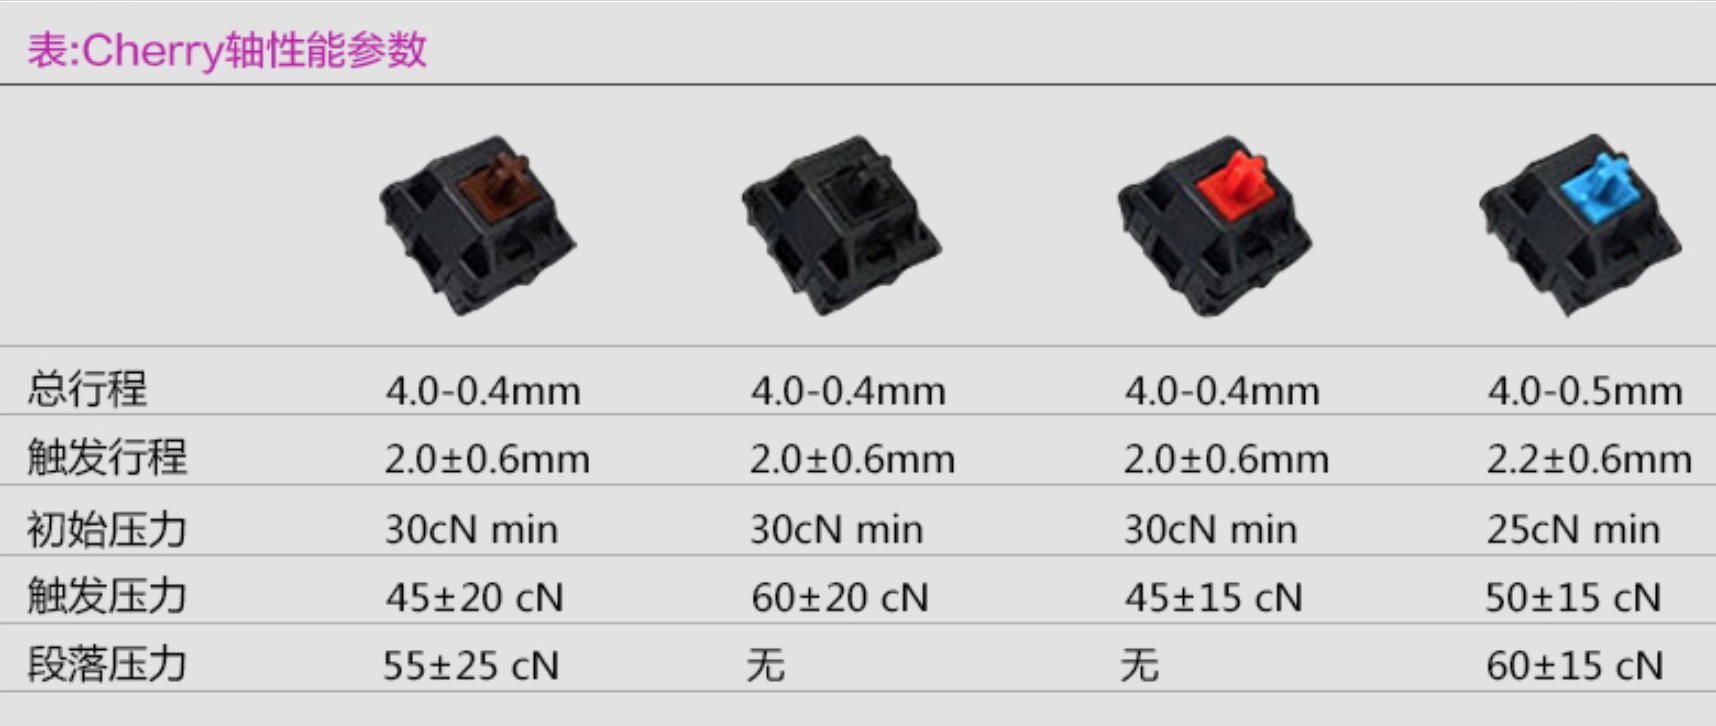 表:Cherry轴性能参数
总行程 4.0-0.4mm 4.0-0.4mm 4.0-0.4mm 4.0-0.5mm
触发行程 2.0±0.6mm 2.0±0.6mm 2.0±0.6mm 2.2±0.6mm
初始压力 30cN min 30cN min 30cN min 25cN min
触发压力 45±20 cN 60±20 cN 45±15 cN 50±15 cN
段落压力 55±25 cN 无 无 60±15 cN